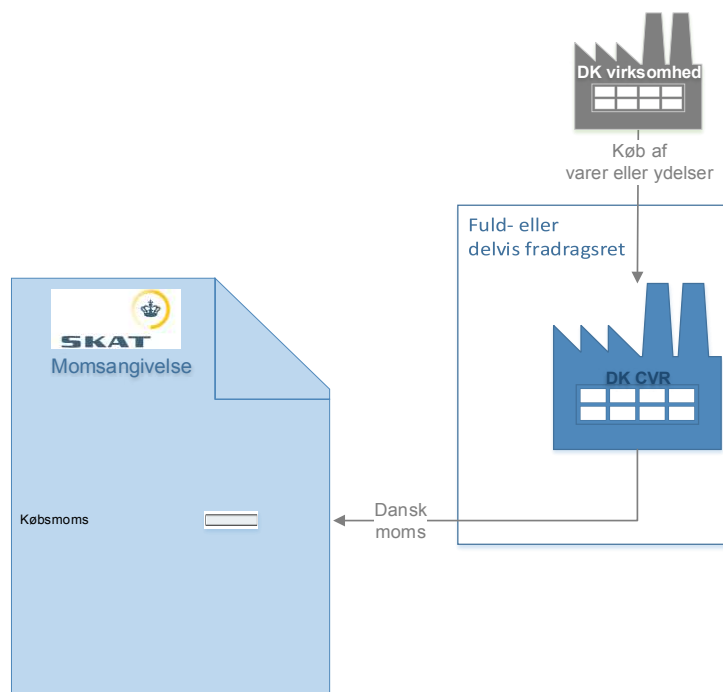 DK virksomhed
Køb af
varer eller ydelser
Fuld- eller
delvis fradragsret
SKAT
Momsangivelse
DK CVR
Købsmoms
Dansk
moms